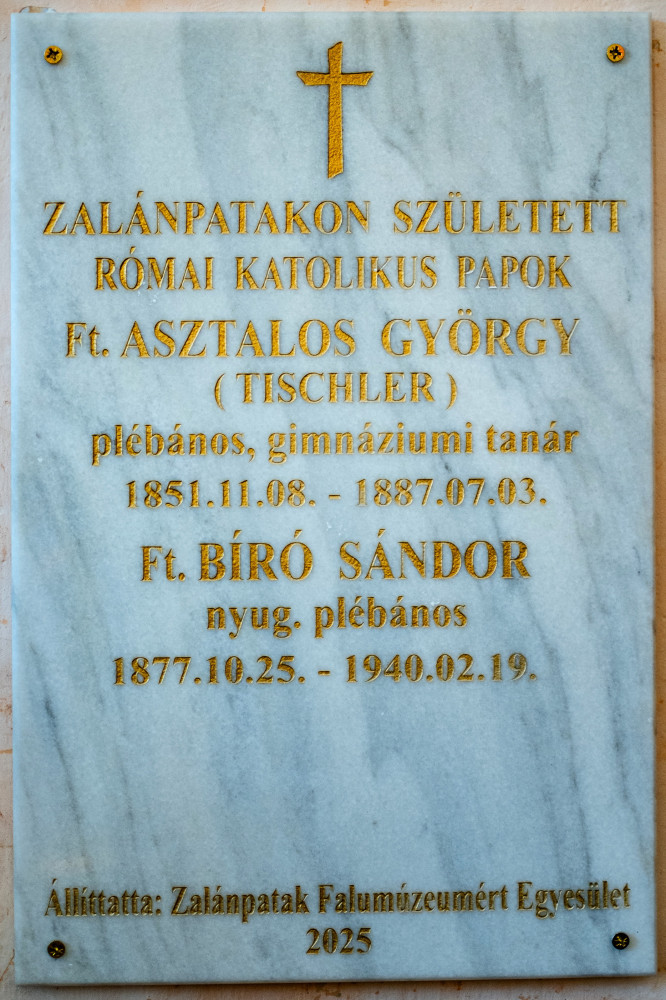 ZALÁNPATAKON SZÜLETETT
RÓMAI KATOLIKUS PAPOK
Ft. ASZTALOS GYÖRGY
( TISCHLER )
plébános, gimnáziumi tanár
1851.11.08. - 1887.07.03.
Ft. BÍRÓ SÁNDOR
nyug. plébános
1877.10.25. - 1940.02.19.
Állíttatta: Zalánpatak Falumúzeumért Egyesület
2025